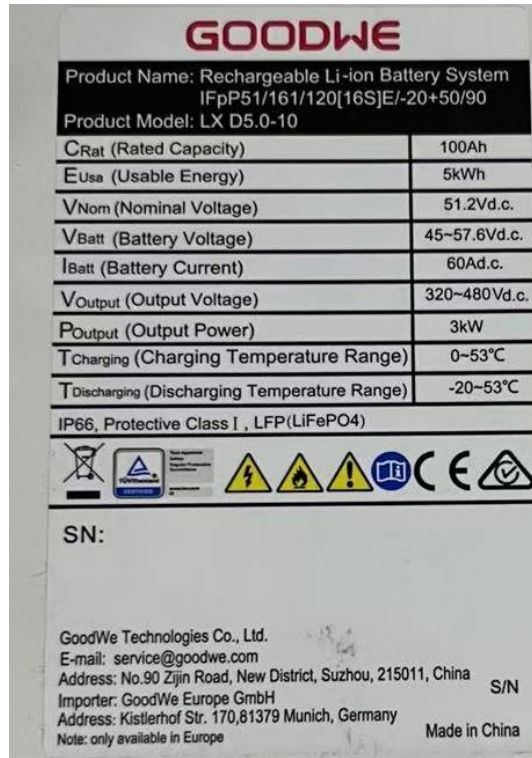 GOODWE
Product Name: Rechargeable Li-ion Battery System
IFpP51/161/120[16S]E/-20+50/90
Product Model: LX D5.0-10
CRat (Rated Capacity) 100Ah
EUsa (Usable Energy) 5kWh
VNom (Nominal Voltage) 51.2Vd.c.
VBatt (Battery Voltage) 45~57.6Vd.c.
IBatt (Battery Current) 60Ad.c.
VOutput (Output Voltage) 320~480Vd.c.
POutput (Output Power) 3kW
TCharging (Charging Temperature Range) 0~53℃
TDischarging (Discharging Temperature Range) -20~53℃
IP66, Protective Class I, LFP(LiFePO4)
CERTIFIED
CE
SN:
GoodWe Technologies Co., Ltd.
E-mail: service@goodwe.com
Address: No.90 Zijin Road, New District, Suzhou, 215011, China
S/N
Importer: GoodWe Europe GmbH
Address: Kistlerhof Str. 170,81379 Munich, Germany
Note: only available in Europe
Made in China